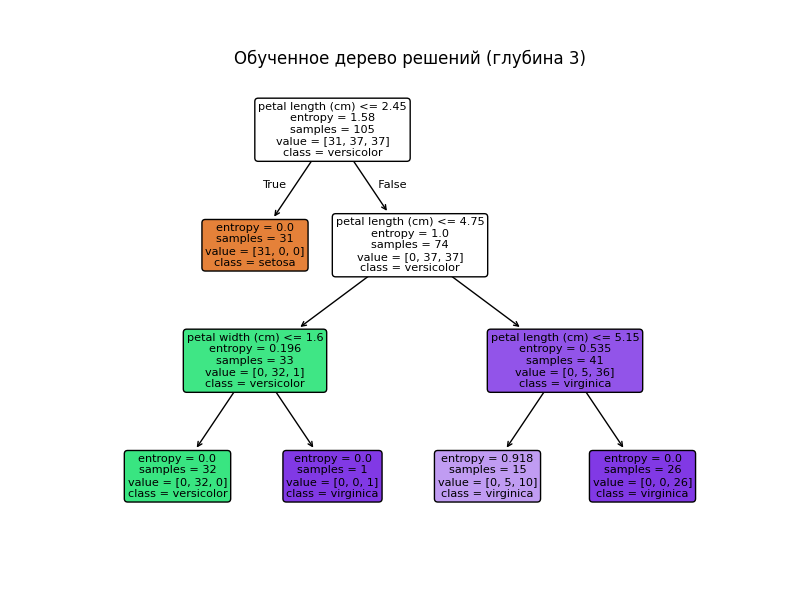 Обученное дерево решений (глубина 3)
petal length (cm) <= 2.45
entropy = 1.58
samples = 105
value = [31, 37, 37]
class = versicolor
True
False
entropy = 0.0
samples = 31
value = [31, 0, 0]
class = setosa
petal length (cm) <= 4.75
entropy = 1.0
samples = 74
value = [0, 37, 37]
class = versicolor
petal width (cm) <= 1.6
entropy = 0.196
samples = 33
value = [0, 32, 1]
class = versicolor
petal length (cm) <= 5.15
entropy = 0.535
samples = 41
value = [0, 5, 36]
class = virginica
entropy = 0.0
samples = 32
value = [0, 32, 0]
class = versicolor
entropy = 0.0
samples = 1
value = [0, 0, 1]
class = virginica
entropy = 0.918
samples = 15
value = [0, 5, 10]
class = virginica
entropy = 0.0
samples = 26
value = [0, 0, 26]
class = virginica